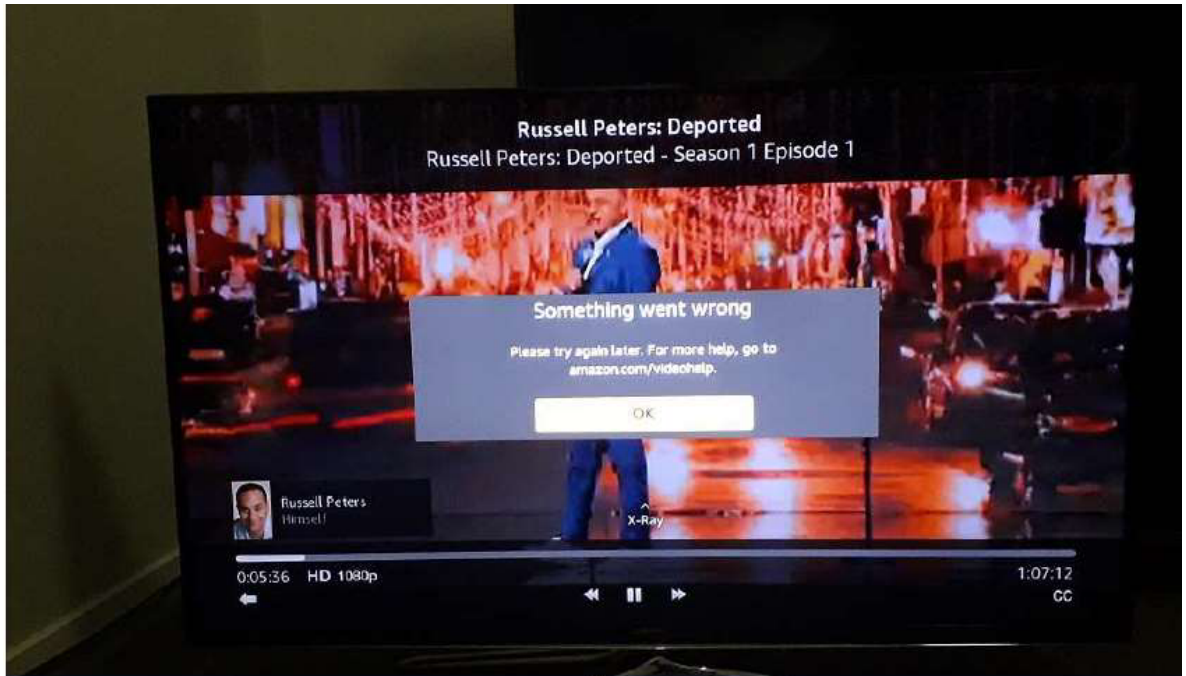 Russell Peters: Deported
Russell Peters: Deported - Season 1 Episode 1
Something went wrong
Please try again later. For more help, go to
amazon.com/videohelp.
OK
Russell Peters
Himself
X-Ray
0:05:36 HD 1080p 1:07:12
CC